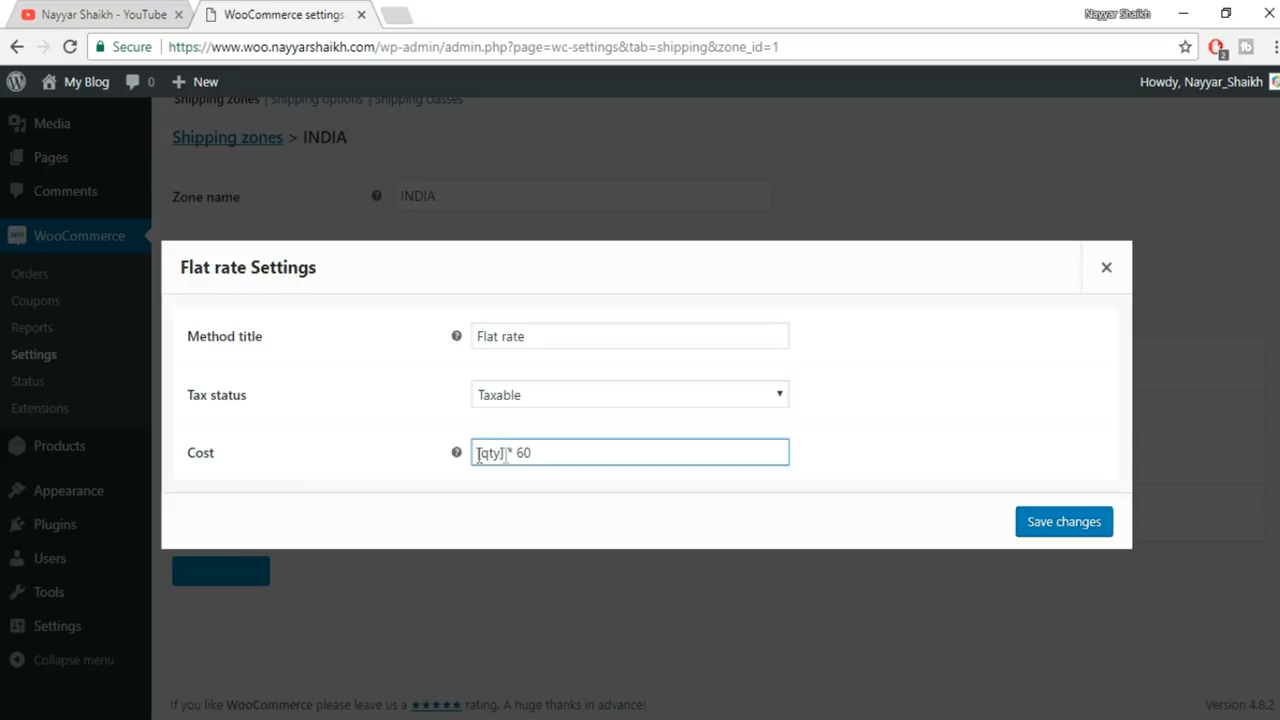 Nayyar Shaikh - YouTube
WooCommerce settings
Nayyar Shaikh
Secure https://www.woo.nayyarshaikh.com/wp-admin/admin.php?page=wc-settings&tab=shipping&zone_id=1
2
My Blog 0 New
Howdy, Nayyar_Shaikh
Shipping zones | Shipping options | Shipping classes
Media
Shipping zones > INDIA
Pages
Comments
Zone name INDIA
WooCommerce
Flat rate Settings
Orders
Coupons
Reports
Method title Flat rate
Settings
Status
Tax status Taxable
Extensions
Products
Cost [qty] * 60
Appearance
Plugins
Save changes
Users
Tools
Settings
Collapse menu
If you like WooCommerce please leave us a ★★★★★ rating. A huge thanks in advance!
Version 4.8.2